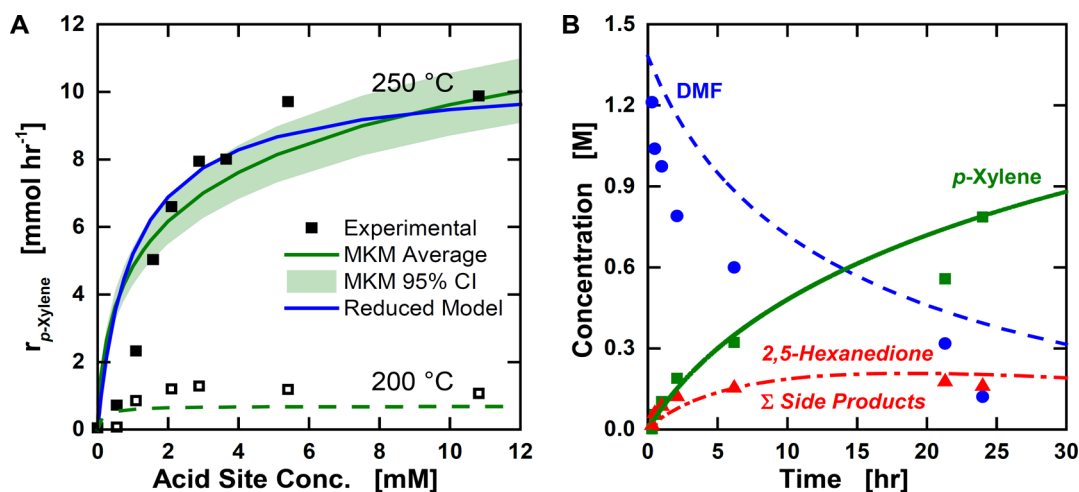 A
r p-Xylene [mmol hr⁻¹]
12
10
8
6
4
2
0
250 °C
Experimental
MKM Average
MKM 95% CI
Reduced Model
200 °C
0 2 4 6 8 10 12
Acid Site Conc. [mM]
B
Concentration [M]
1.5
1.2
0.9
0.6
0.3
0.0
DMF
p-Xylene
2,5-Hexanedione
Σ Side Products
0 5 10 15 20 25 30
Time [hr]